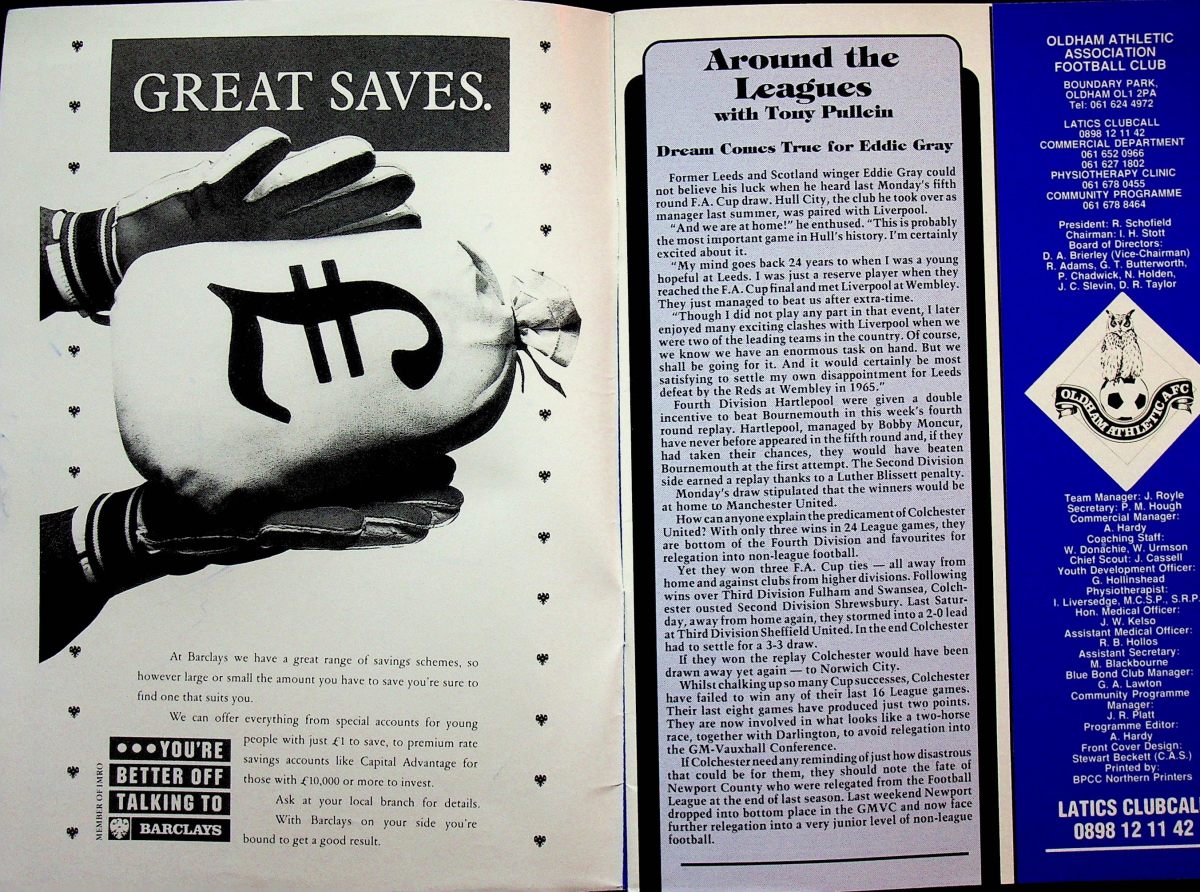 GREAT SAVES.
£
At Barclays we have a great range of savings schemes, so
however large or small the amount you have to save you're sure to
find one that suits you.
We can offer everything from special accounts for young
people with just £1 to save, to premium rate
savings accounts like Capital Advantage for
those with £10,000 or more to invest.
Ask at your local branch for details.
With Barclays on your side you're
bound to get a good result.
MEMBER OF IMRO
•••YOU'RE
BETTER OFF
TALKING TO
BARCLAYS
Around the
Leagues
with Tony Pullein
Dream Comes True for Eddie Gray
Former Leeds and Scotland winger Eddie Gray could
not believe his luck when he heard last Monday's fifth
round F.A. Cup draw. Hull City, the club he took over as
manager last summer, was paired with Liverpool.
"And we are at home!" he enthused. "This is probably
the most important game in Hull's history. I'm certainly
excited about it.
"My mind goes back 24 years to when I was a young
hopeful at Leeds. I was just a reserve player when they
reached the F.A. Cup final and met Liverpool at Wembley.
They just managed to beat us after extra-time.
"Though I did not play any part in that event, I later
enjoyed many exciting clashes with Liverpool when we
were two of the leading teams in the country. Of course,
we know we have an enormous task on hand. But we
shall be going for it. And it would certainly be most
satisfying to settle my own disappointment for Leeds
defeat by the Reds at Wembley in 1965."
Fourth Division Hartlepool were given a double
incentive to beat Bournemouth in this week's fourth
round replay. Hartlepool, managed by Bobby Moncur,
have never before appeared in the fifth round and, if they
had taken their chances, they would have beaten
Bournemouth at the first attempt. The Second Division
side earned a replay thanks to a Luther Blissett penalty.
Monday's draw stipulated that the winners would be
at home to Manchester United.
How can anyone explain the predicament of Colchester
United? With only three wins in 24 League games, they
are bottom of the Fourth Division and favourites for
relegation into non-league football.
Yet they won three F.A. Cup ties — all away from
home and against clubs from higher divisions. Following
wins over Third Division Fulham and Swansea, Colch-
ester ousted Second Division Shrewsbury. Last Satur-
day, away from home again, they stormed into a 2-0 lead
at Third Division Sheffield United. In the end Colchester
had to settle for a 3-3 draw.
If they won the replay Colchester would have been
drawn away yet again — to Norwich City.
Whilst chalking up so many Cup successes, Colchester
have failed to win any of their last 16 League games.
Their last eight games have produced just two points.
They are now involved in what looks like a two-horse
race, together with Darlington, to avoid relegation into
the GM-Vauxhall Conference.
If Colchester need any reminding of just how disastrous
that could be for them, they should note the fate of
Newport County who were relegated from the Football
League at the end of last season. Last weekend Newport
dropped into bottom place in the GMVC and now face
further relegation into a very junior level of non-league
football.
OLDHAM ATHLETIC
ASSOCIATION
FOOTBALL CLUB
BOUNDARY PARK,
OLDHAM OL1 2PA
Tel: 061 624 4972
LATICS CLUBCALL
0898 12 11 42
COMMERCIAL DEPARTMENT
061 652 0966
061 627 1802
PHYSIOTHERAPY CLINIC
061 678 0455
COMMUNITY PROGRAMME
061 678 8464
President: R. Schofield
Chairman: I. H. Stott
Board of Directors:
D. A. Brierley (Vice-Chairman)
R. Adams, G. T. Butterworth,
P. Chadwick, N. Holden,
J. C. Slevin, D. R. Taylor
OLDHAM ATHLETIC A.F.C
Team Manager: J. Royle
Secretary: P. M. Hough
Commercial Manager:
A. Hardy
Coaching Staff:
W. Donachie, W. Urmson
Chief Scout: J. Cassell
Youth Development Officer:
G. Hollinshead
Physiotherapist:
I. Liversedge, M.C.S.P., S.R.P.
Hon. Medical Officer:
J. W. Kelso
Assistant Medical Officer:
R. B. Hollos
Assistant Secretary:
M. Blackbourne
Blue Bond Club Manager:
G. A. Lawton
Community Programme
Manager:
J. R. Platt
Programme Editor:
A. Hardy
Front Cover Design:
Stewart Beckett (C.A.S.)
Printed by:
BPCC Northern Printers
LATICS CLUBCAL
0898 12 11 42